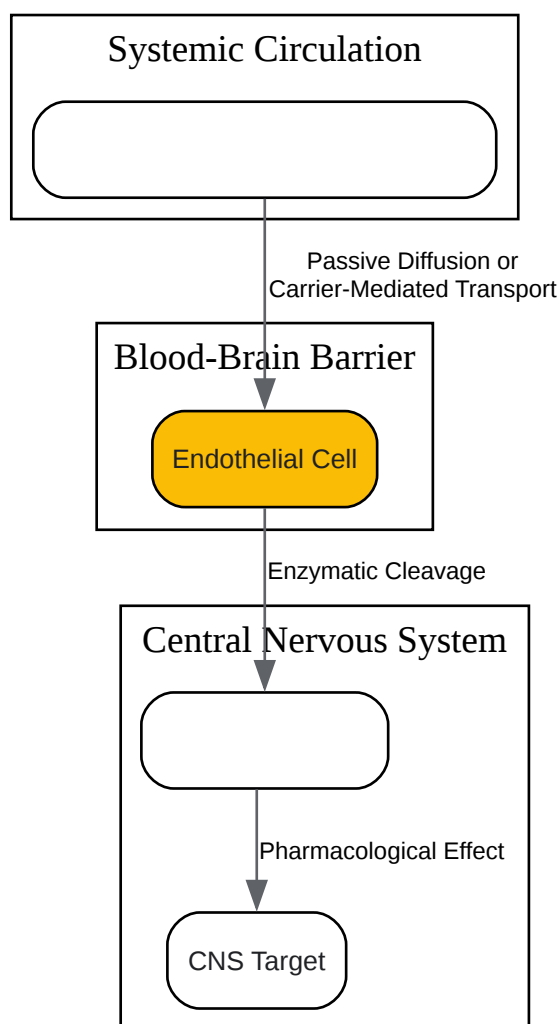 Systemic Circulation
Passive Diffusion or
Carrier-Mediated Transport
Blood-Brain Barrier
Endothelial Cell
Enzymatic Cleavage
Central Nervous System
Pharmacological Effect
CNS Target